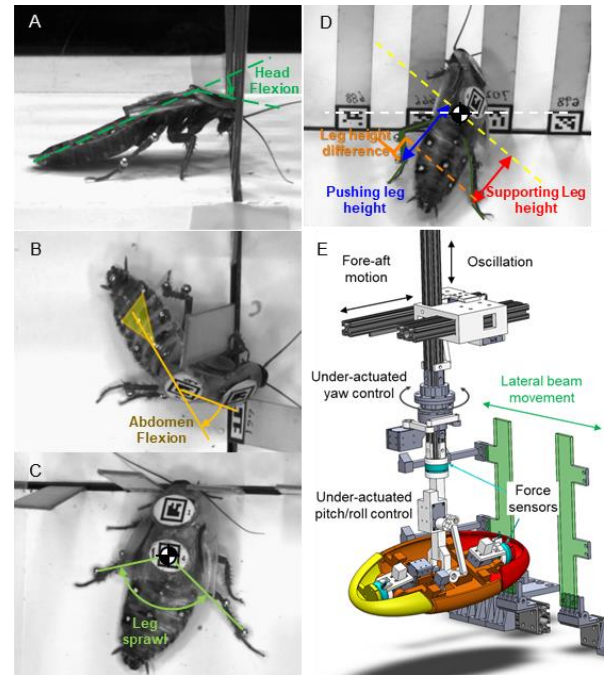 A
Head
Flexion
B
Abdomen
Flexion
C
Leg
sprawl
D
Leg height
difference
Pushing leg
height
Supporting Leg
height
E
Fore-aft
motion
Oscillation
Under-actuated
yaw control
Lateral beam
movement
Under-actuated
pitch/roll control
Force
sensors